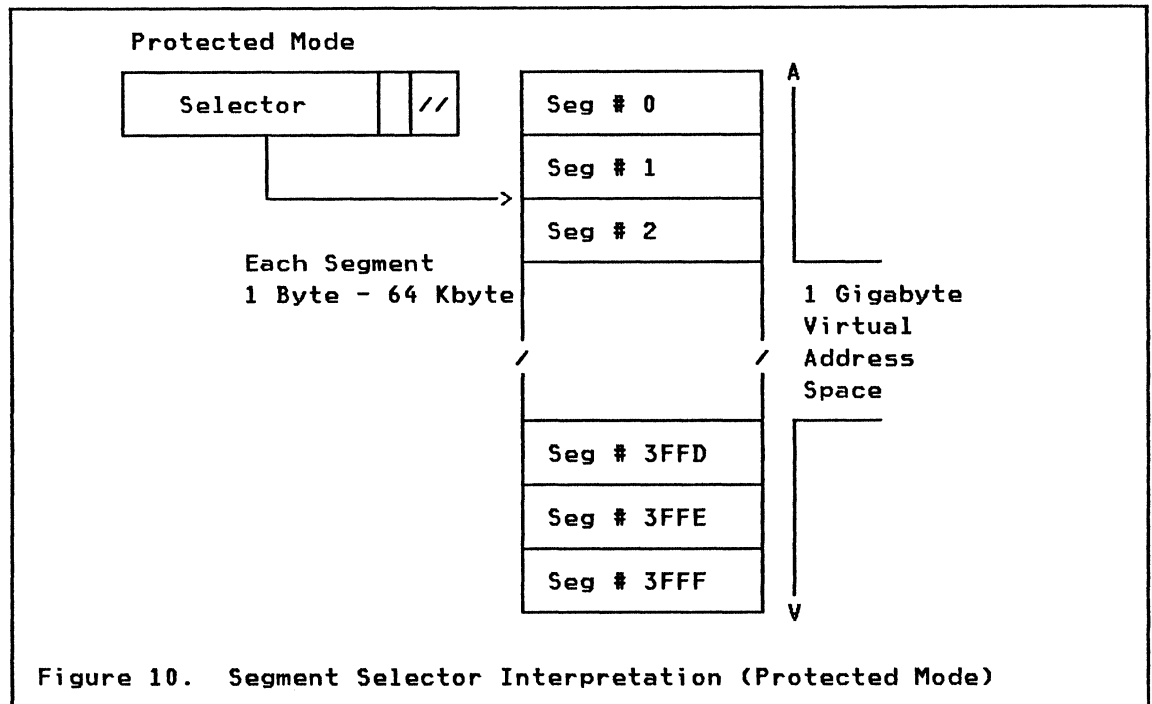 Protected Mode
Selector //
Seg # 0
Seg # 1
Seg # 2
Each Segment
1 Byte - 64 Kbyte
1 Gigabyte
Virtual
Address
Space
Seg # 3FFD
Seg # 3FFE
Seg # 3FFF
Figure 10. Segment Selector Interpretation (Protected Mode)